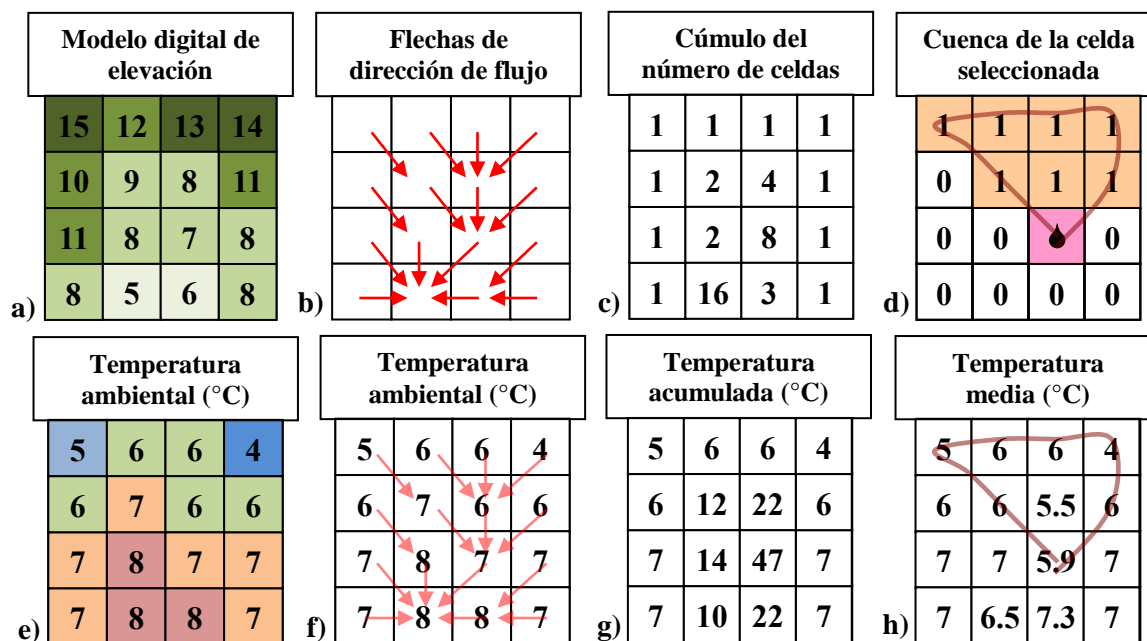 Modelo digital de
elevación
Flechas de
dirección de flujo
Cúmulo del
número de celdas
Cuenca de la celda
seleccionada
15 12 13 14
10 9 8 11
11 8 7 8
8 5 6 8
a)
b)
1 1 1 1
1 2 4 1
1 2 8 1
1 16 3 1
c)
1 1 1 1
0 1 1 1
0 0 0
0 0 0 0
d)
Temperatura
ambiental (°C)
Temperatura
ambiental (°C)
Temperatura
acumulada (°C)
Temperatura
media (°C)
5 6 6 4
6 7 6 6
7 8 7 7
7 8 8 7
e)
5 6 6 4
6 7 6 6
7 8 7 7
7 8 8 7
f)
5 6 6 4
6 12 22 6
7 14 47 7
7 10 22 7
g)
5 6 6 4
6 6 5.5 6
7 7 5.9 7
7 6.5 7.3 7
h)